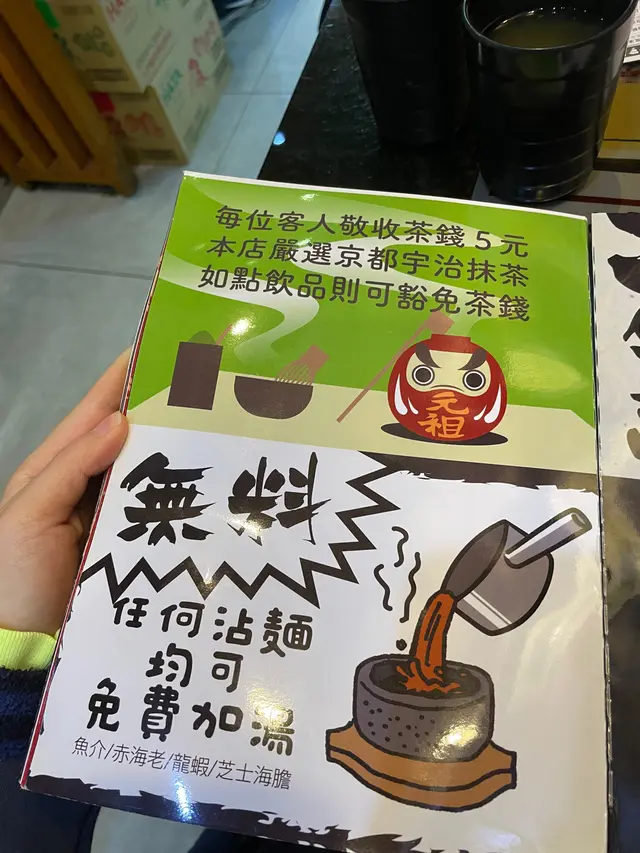 每位客人敬收茶錢 5 元
本店嚴選京都宇治抹茶
如點飲品則可豁免茶錢
元
祖
無料
任何沾麵
均可
免費加湯
魚介/赤海老/龍蝦/芝士海膽